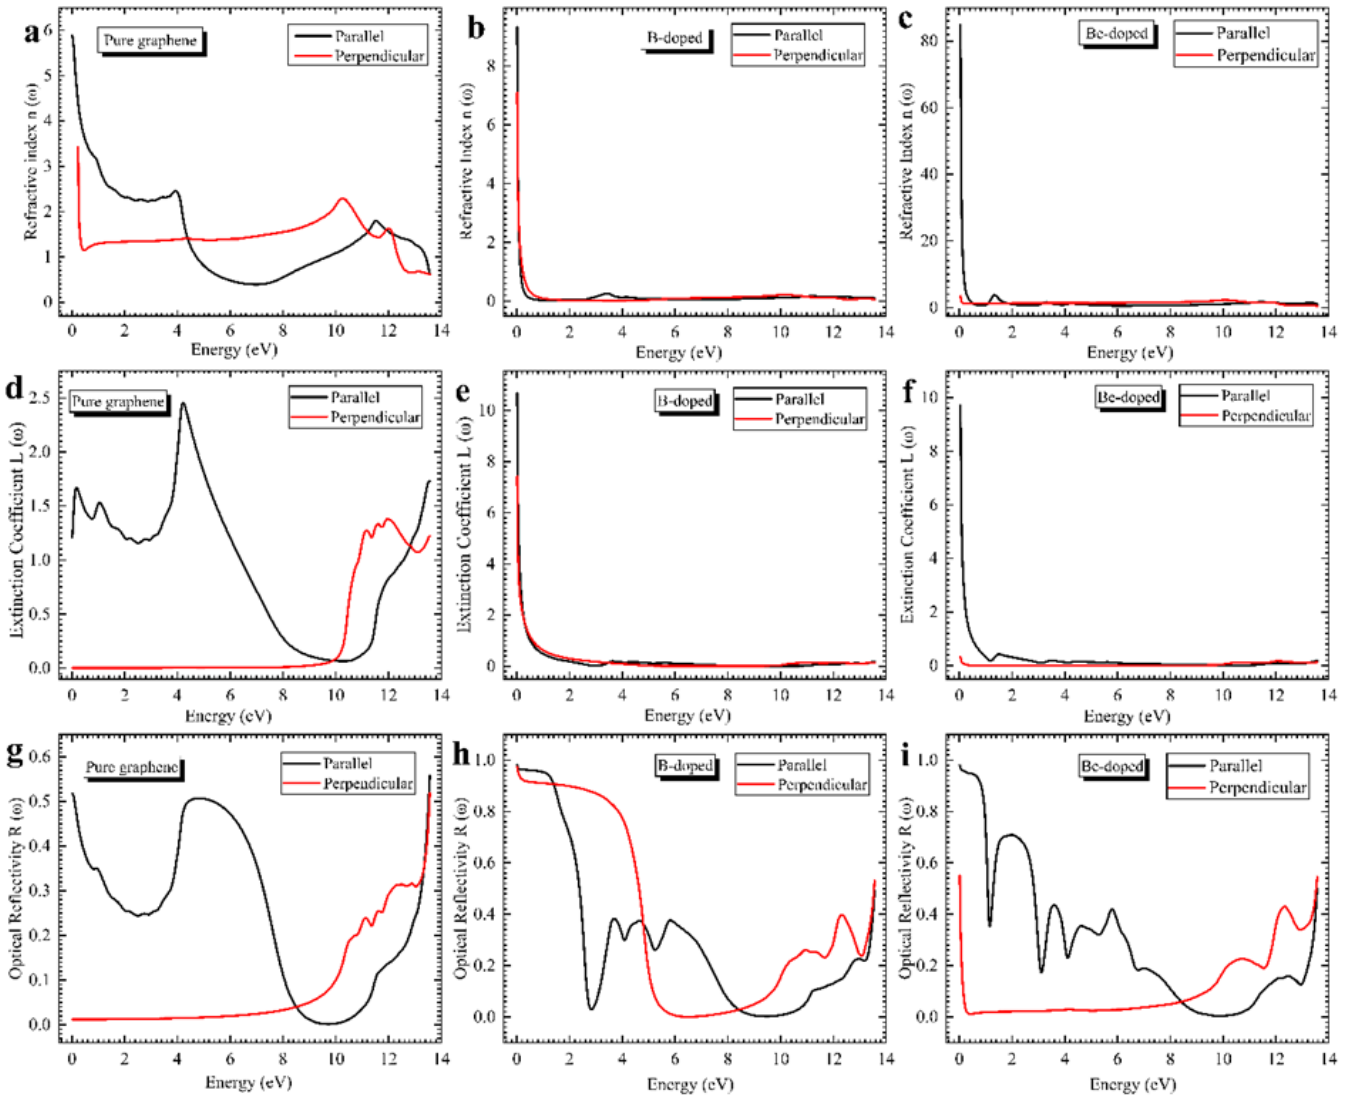 a
Pure graphene
Parallel
Perpendicular
Refractive index n (ω)
6
5
4
3
2
1
0
0 2 4 6 8 10 12 14
Energy (eV)
b
B-doped
Parallel
Perpendicular
Refractive Index n (ω)
8
6
4
2
0
0 2 4 6 8 10 12 14
Energy (eV)
c
Be-doped
Parallel
Perpendicular
Refractive Index n (ω)
80
60
40
20
0
0 2 4 6 8 10 12 14
Energy (eV)
d
Pure graphene
Parallel
Perpendicular
Extinction Coefficient L (ω)
2.5
2.0
1.5
1.0
0.5
0.0
0 2 4 6 8 10 12 14
Energy (eV)
e
B-doped
Parallel
Perpendicular
Extinction Coefficient L (ω)
10
8
6
4
2
0
0 2 4 6 8 10 12 14
Energy (eV)
f
Be-doped
Parallel
Perpendicular
Extinction Coefficient L (ω)
10
8
6
4
2
0
0 2 4 6 8 10 12 14
Energy (eV)
g
Pure graphene
Parallel
Perpendicular
Optical Reflectivity R (ω)
0.6
0.5
0.4
0.3
0.2
0.1
0.0
0 2 4 6 8 10 12 14
Energy (eV)
h
B-doped
Parallel
Perpendicular
Optical Reflectivity R (ω)
1.0
0.8
0.6
0.4
0.2
0.0
0 2 4 6 8 10 12 14
Energy (eV)
i
Be-doped
Parallel
Perpendicular
Optical Reflectivity R (ω)
1.0
0.8
0.6
0.4
0.2
0.0
0 2 4 6 8 10 12 14
Energy (eV)